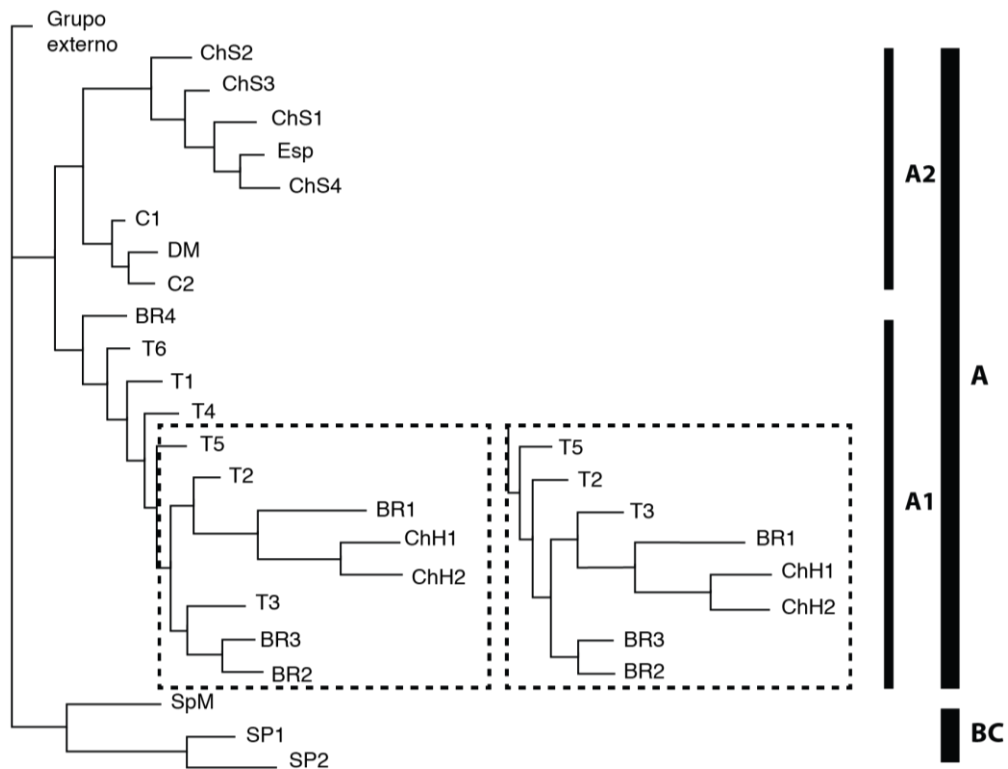 Grupo
externo
ChS2
ChS3
ChS1
Esp
ChS4
C1
DM
C2
BR4
T6
T1
T4
T5
T2
BR1
ChH1
ChH2
T3
BR3
BR2
T5
T2
T3
BR1
ChH1
ChH2
BR3
BR2
SpM
SP1
SP2
A2
A1
A
BC